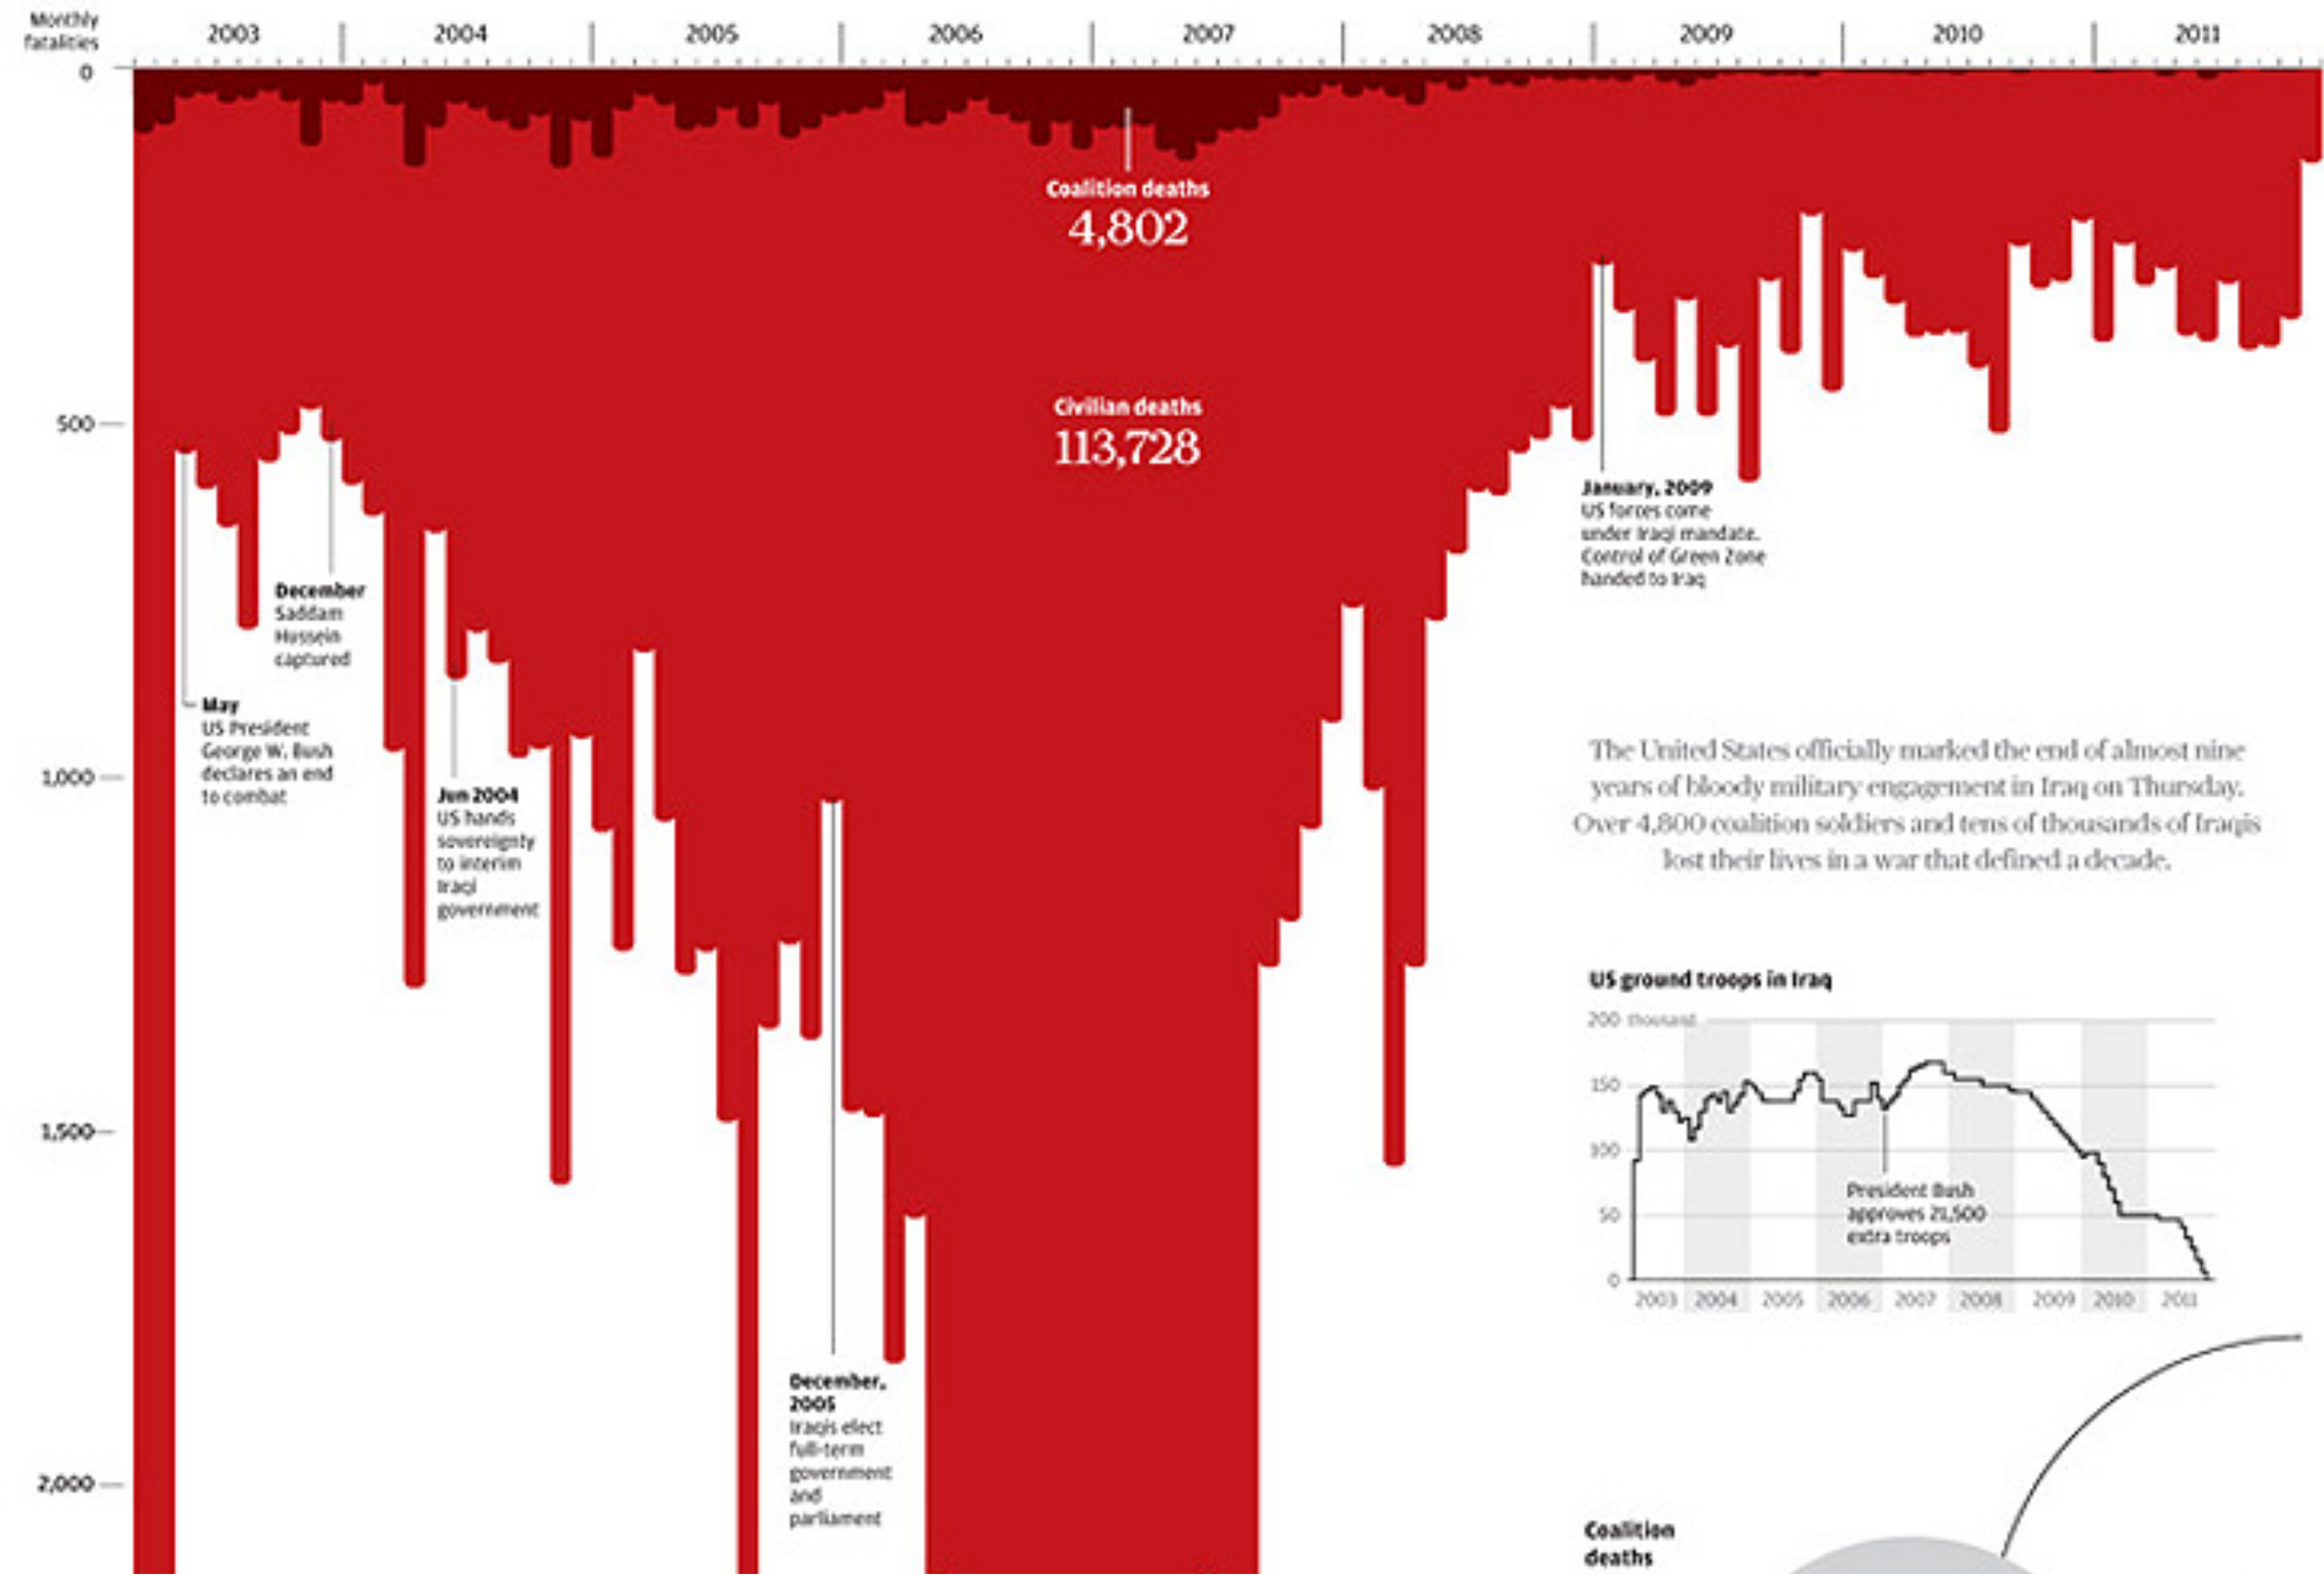 Monthly
fatalities
2003
2004
2005
2006
2007
2008
2009
2010
2011
0
500
1,000
1,500
2,000
Coalition deaths
4,802
Civilian deaths
113,728
May
US President
George W. Bush
declares an end
to combat
December
Saddam
Hussein
captured
Jun 2004
US hands
sovereignty
to interim
Iraqi
government
December,
2005
Iraqis elect
full-term
government
and
parliament
January, 2009
US forces come
under Iraqi mandate.
Control of Green Zone
handed to Iraq
The United States officially marked the end of almost nine
years of bloody military engagement in Iraq on Thursday.
Over 4,800 coalition soldiers and tens of thousands of Iraqis
lost their lives in a war that defined a decade.
US ground troops in Iraq
200 thousand
150
100
50
0
President Bush
approves 21,500
extra troops
2003
2004
2005
2006
2007
2008
2009
2010
2011
Coalition
deaths